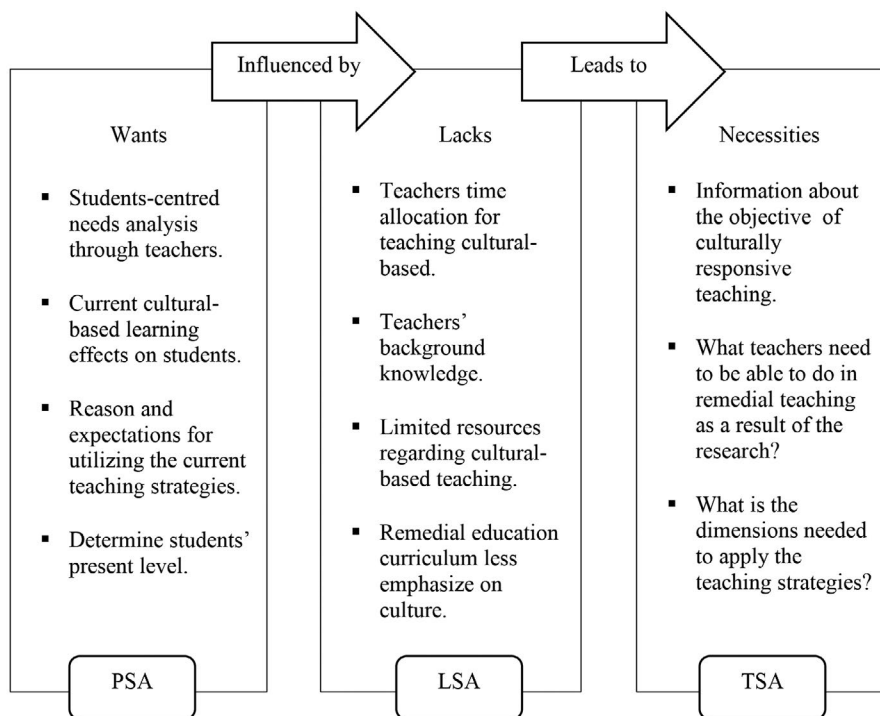 Influenced by
Leads to
Wants
▪ Students-centred
needs analysis
through teachers.
▪ Current cultural-
based learning
effects on students.
▪ Reason and
expectations for
utilizing the current
teaching strategies.
▪ Determine students’
present level.
PSA
Lacks
▪ Teachers time
allocation for
teaching cultural-
based.
▪ Teachers’
background
knowledge.
▪ Limited resources
regarding cultural-
based teaching.
▪ Remedial education
curriculum less
emphasize on
culture.
LSA
Necessities
▪ Information about
the objective of
culturally
responsive
teaching.
▪ What teachers need
to be able to do in
remedial teaching
as a result of the
research?
▪ What is the
dimensions needed
to apply the
teaching strategies?
TSA